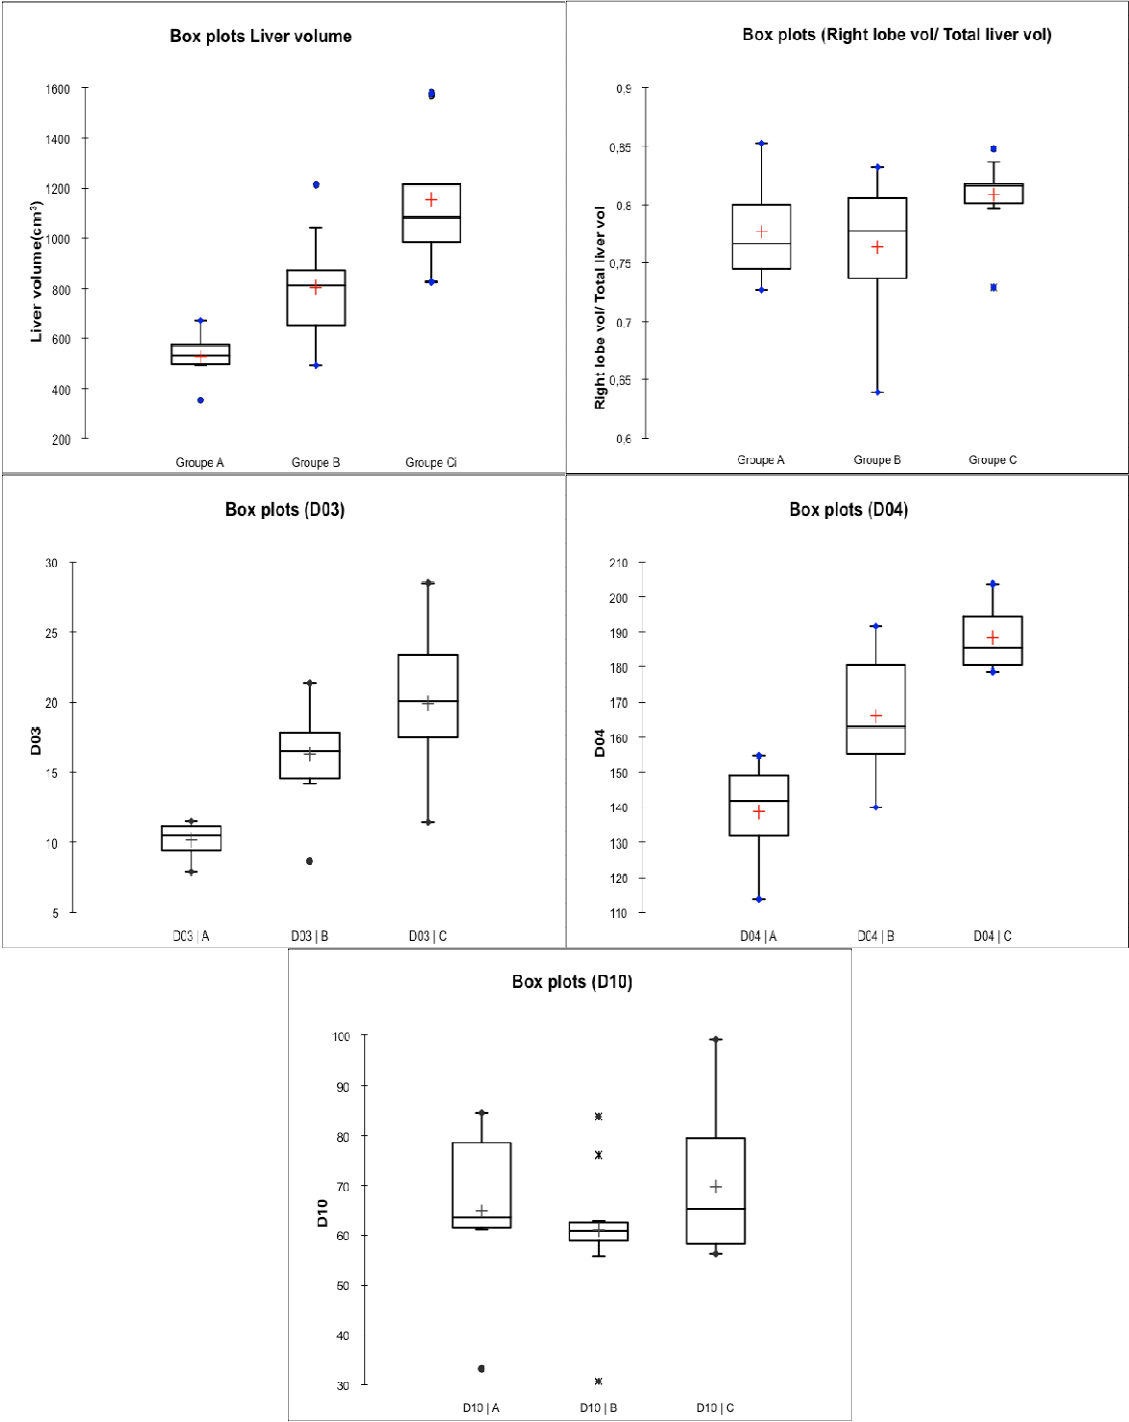 Box plots Liver volume
1600
1400
1200
1000
800
600
400
200
Liver volume(cm³)
Groupe A Groupe B Groupe Ci
Box plots (Right lobe vol/ Total liver vol)
0,9
0,85
0,8
0,75
0,7
0,65
0,6
Right lobe vol/ Total liver vol
Groupe A Groupe B Groupe C
Box plots (D03)
30
25
20
15
10
5
D03
D03 | A D03 | B D03 | C
Box plots (D04)
210
200
190
180
170
160
150
140
130
120
110
D04
D04 | A D04 | B D04 | C
Box plots (D10)
100
90
80
70
60
50
40
30
D10
D10 | A D10 | B D10 | C